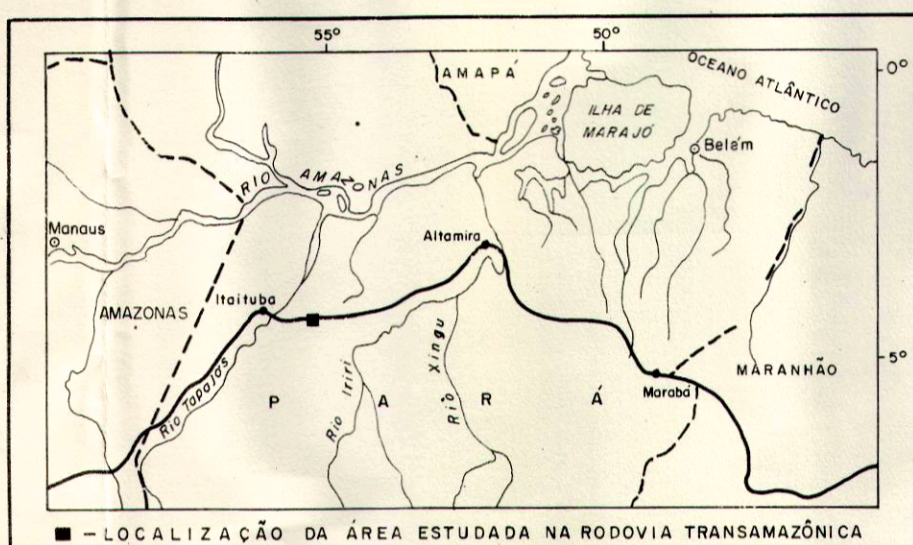 55°
50°
OCEANO ATLÂNTICO
0°
AMAPÁ
ILHA DE
MARAJÓ
Belém
RIO AMAZONAS
Manaus
Altamira
Itaituba
AMAZONAS
5°
MARANHÃO
Marabá
Rio Tapajós
Rio Iriri
Rio Xingu
PARÁ
■ – LOCALIZAÇÃO DA ÁREA ESTUDADA NA RODOVIA TRANSAMAZÔNICA